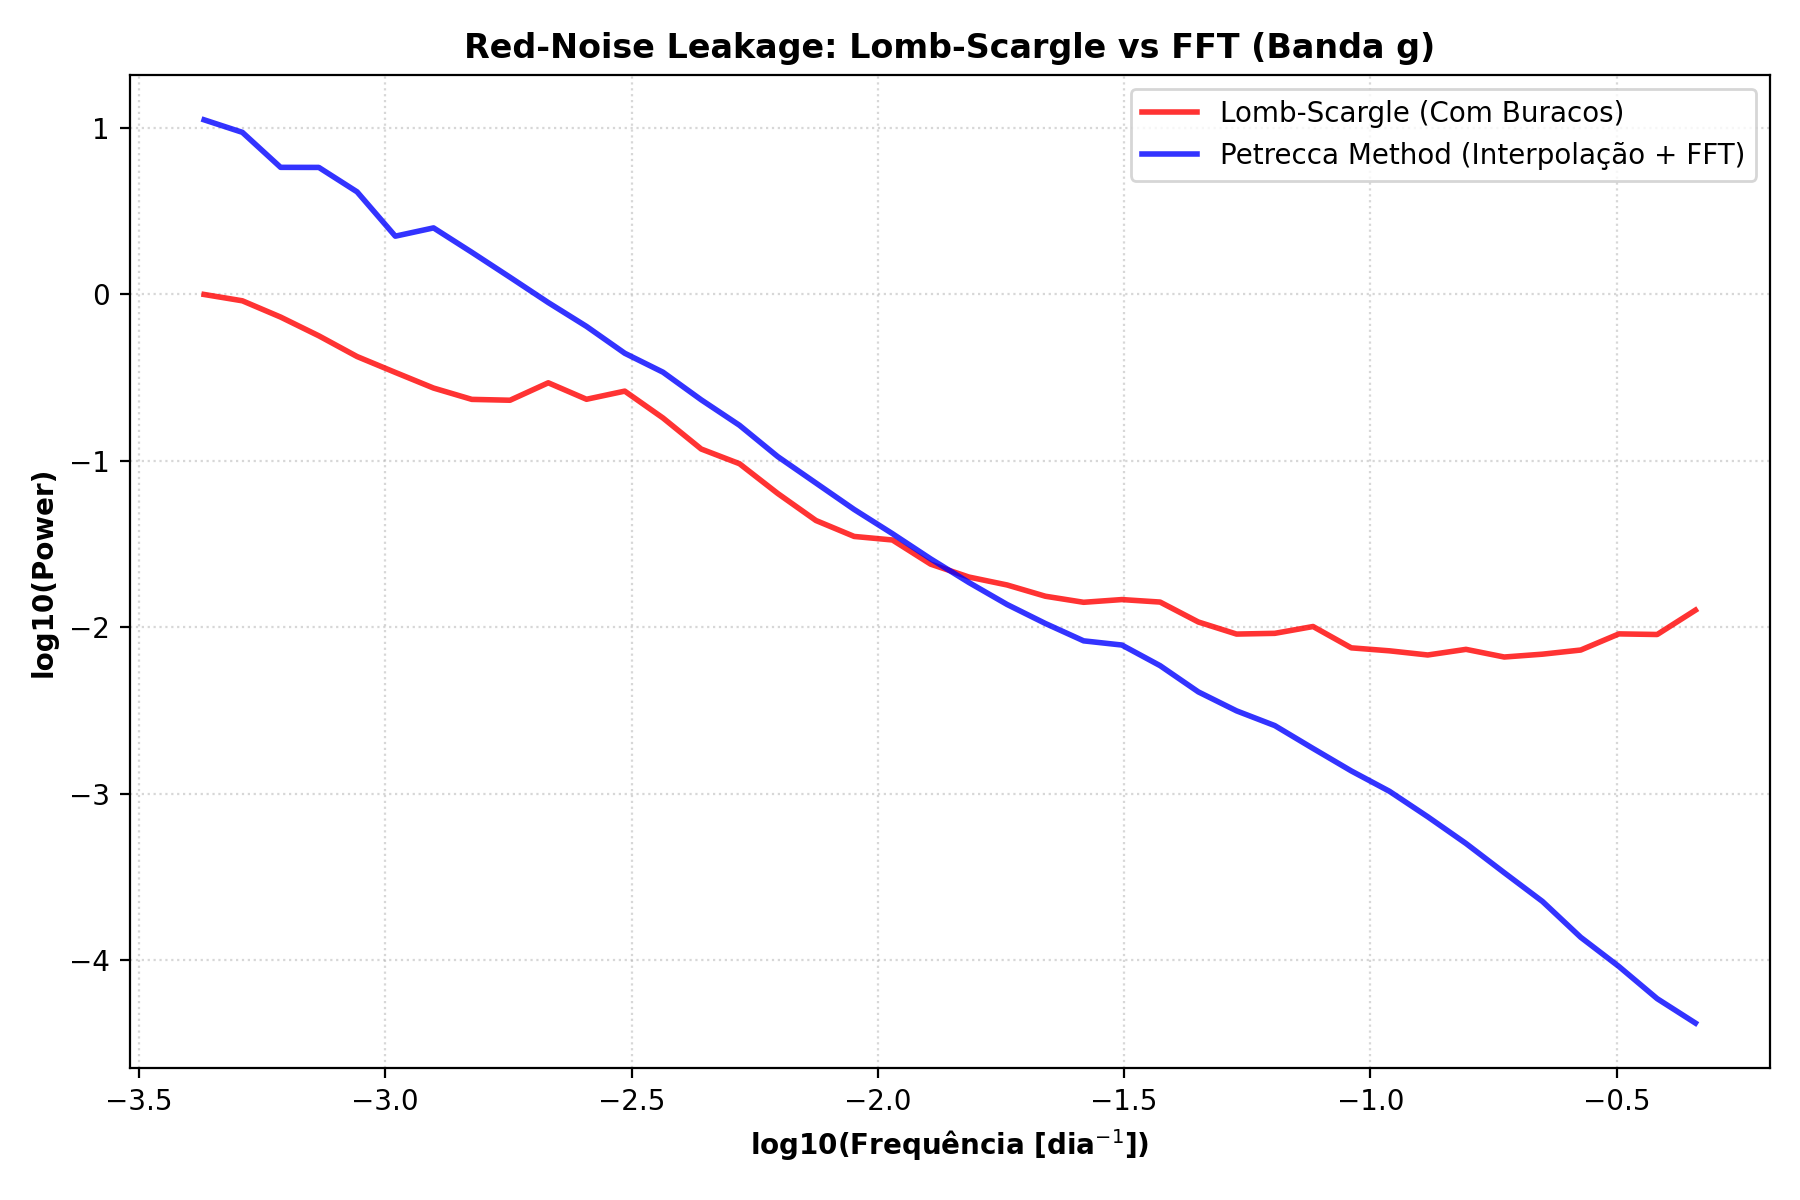 Red-Noise Leakage: Lomb-Scargle vs FFT (Banda g)
Lomb-Scargle (Com Buracos)
Petrecca Method (Interpolação + FFT)
log10(Power)
1
0
−1
−2
−3
−4
−3.5 −3.0 −2.5 −2.0 −1.5 −1.0 −0.5
log10(Frequência [dia⁻¹])